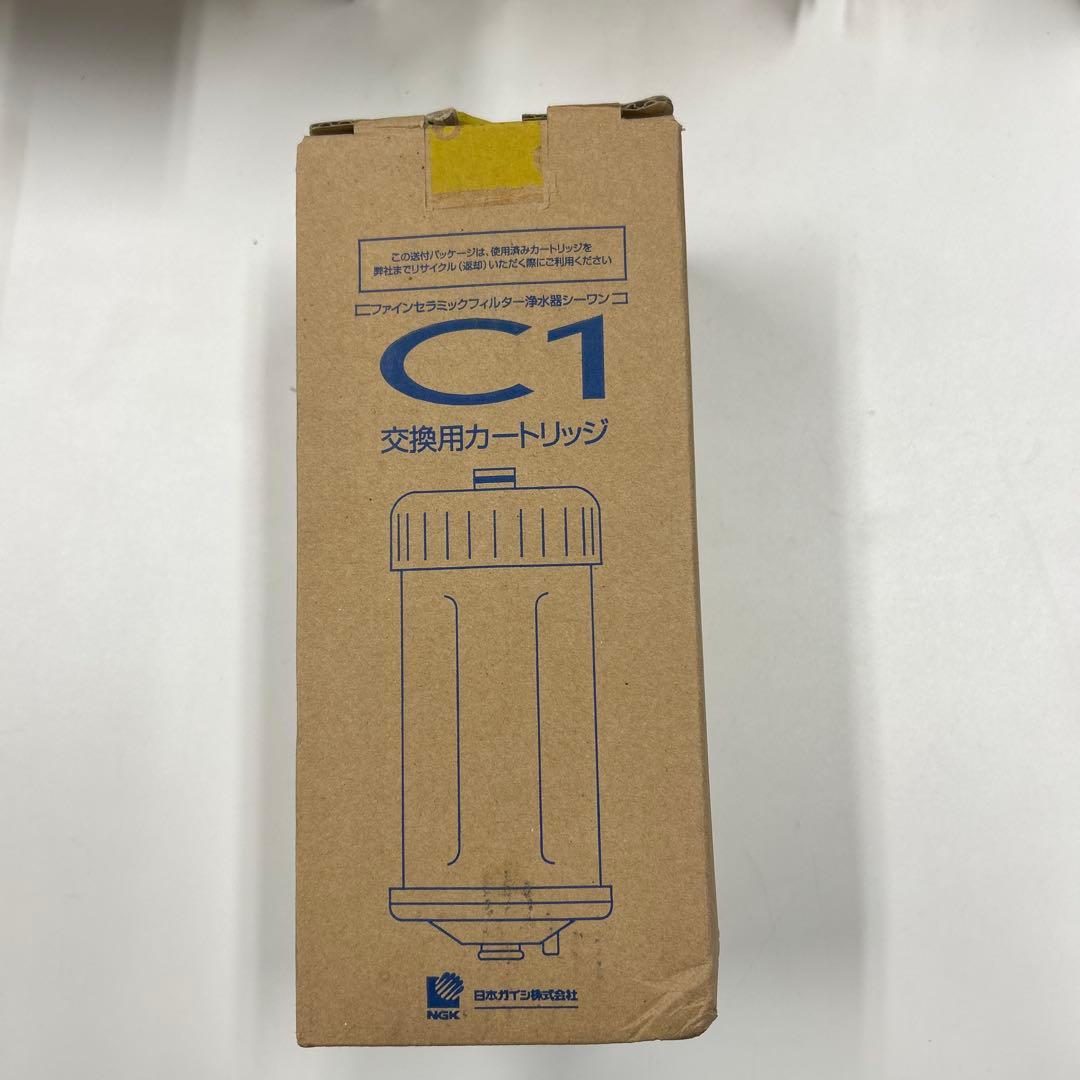 この送付パッケージは、使用済みカートリッジを
弊社までリサイクル(返却)いただく際にご利用ください
ファインセラミックフィルター浄水器シーワン
C1
交換用カートリッジ
NGK
日本ガイシ株式会社